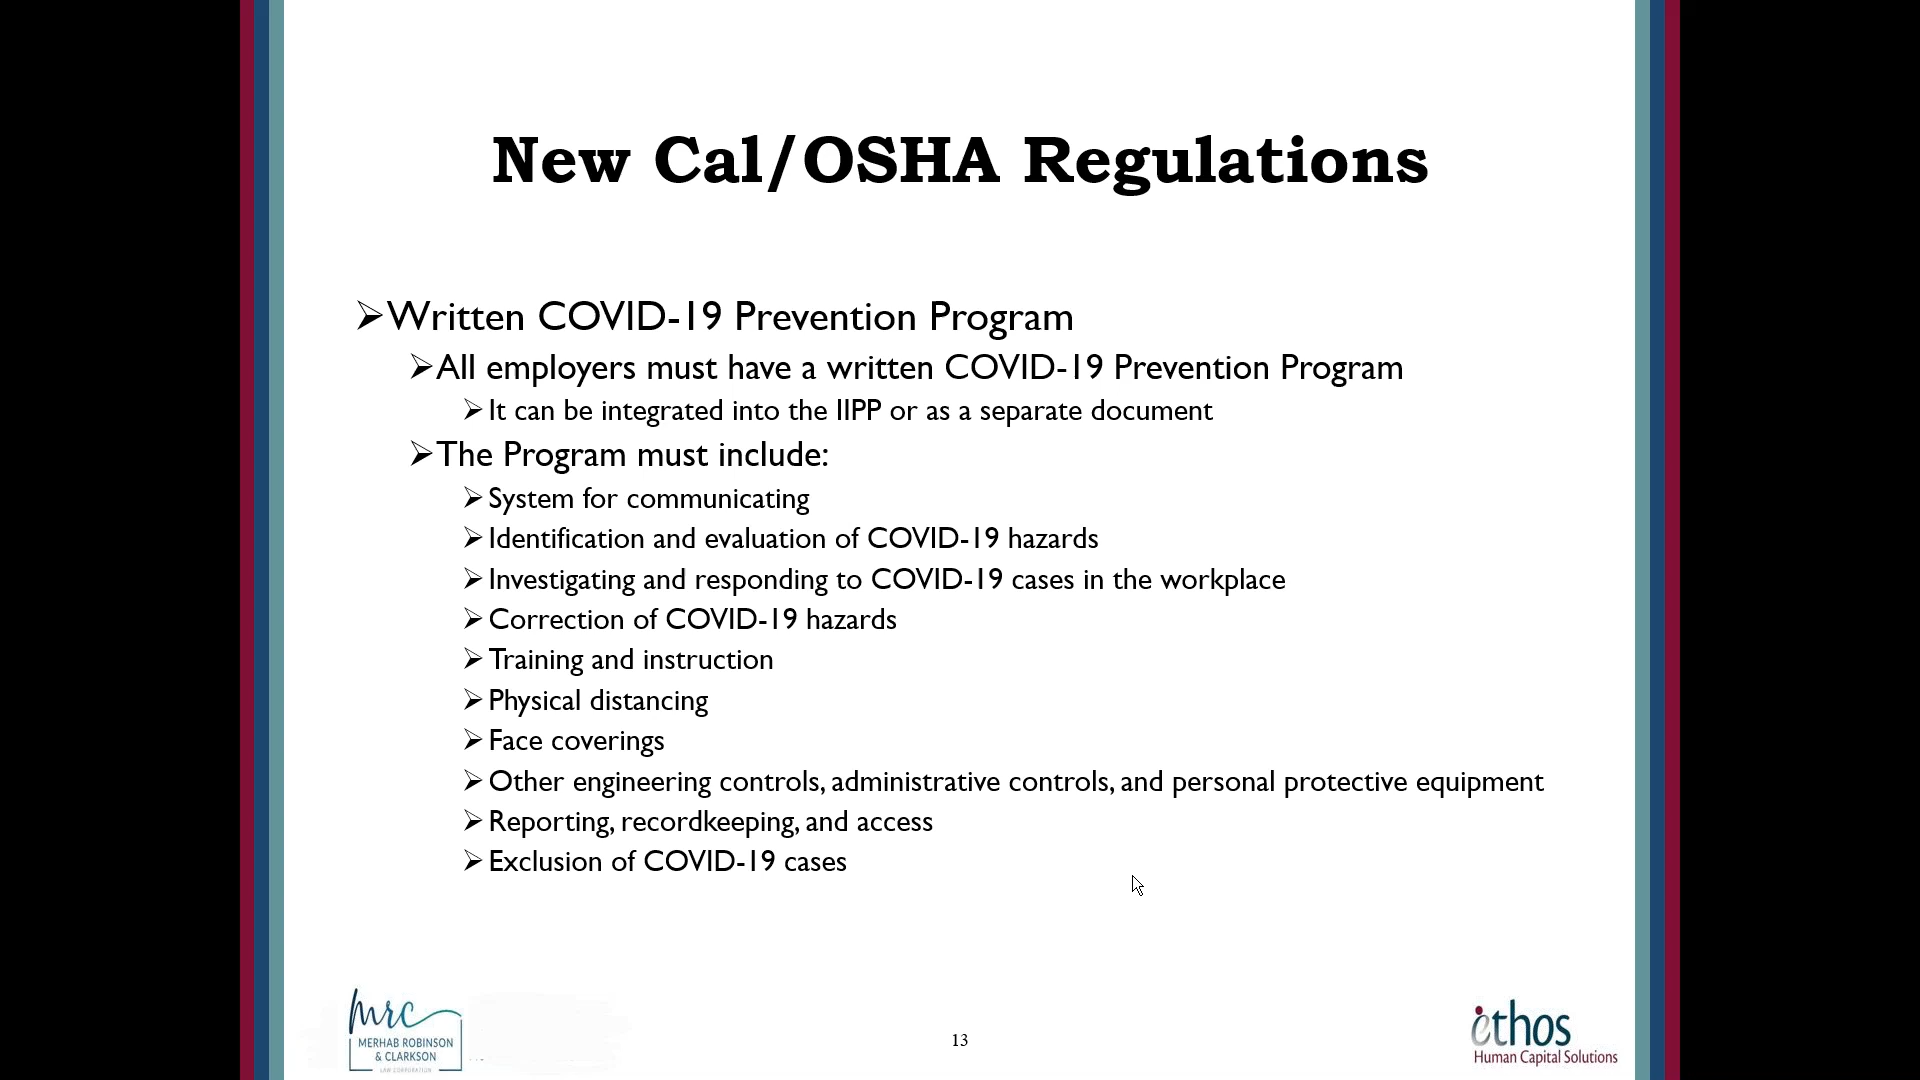 New Cal/OSHA Regulations
Written COVID-19 Prevention Program
All employers must have a written COVID-19 Prevention Program
It can be integrated into the IIPP or as a separate document
The Program must include:
System for communicating
Identification and evaluation of COVID-19 hazards
Investigating and responding to COVID-19 cases in the workplace
Correction of COVID-19 hazards
Training and instruction
Physical distancing
Face coverings
Other engineering controls, administrative controls, and personal protective equipment
Reporting, recordkeeping, and access
Exclusion of COVID-19 cases
mrc
MERHAB ROBINSON
& CLARKSON
LAW CORPORATION
13
ethos
Human Capital Solutions